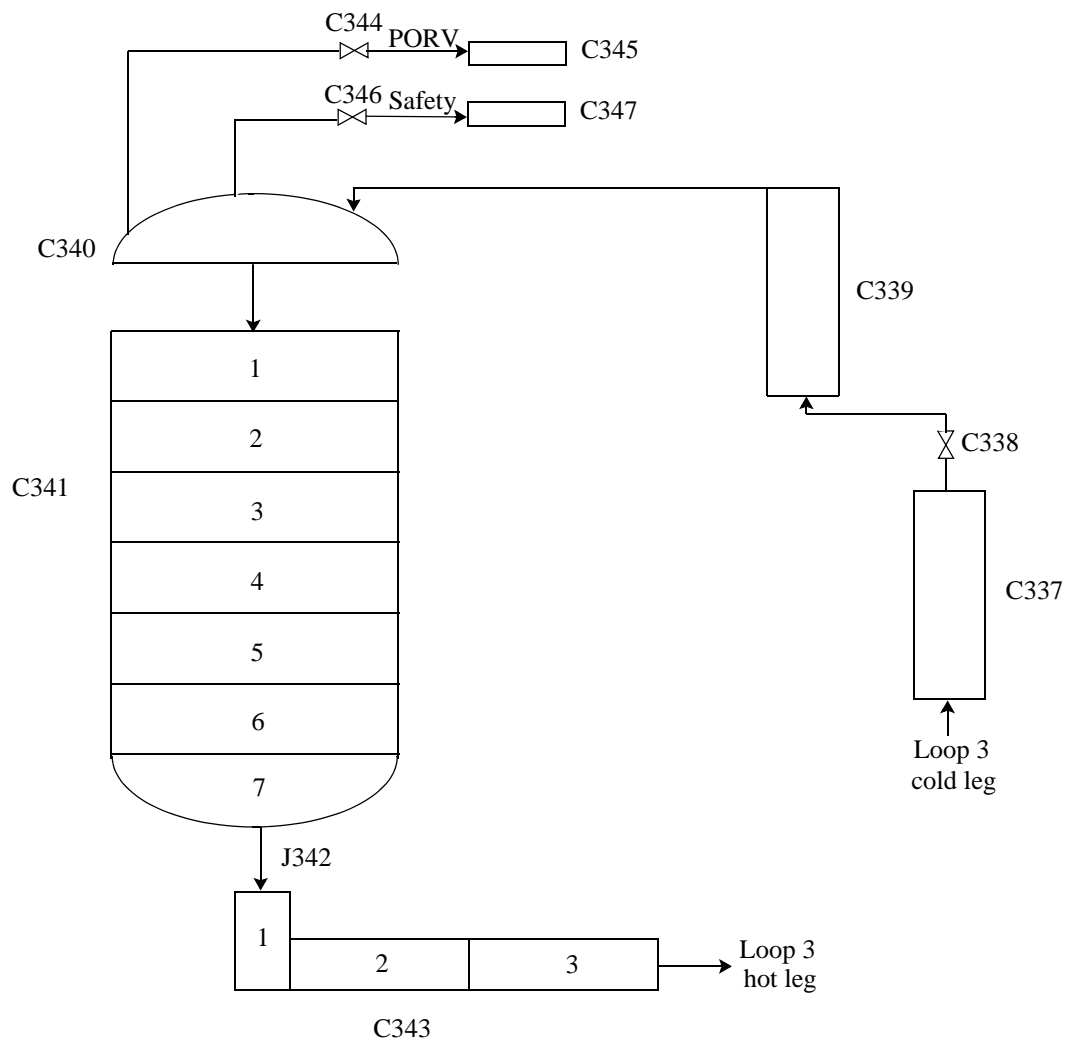 C344
PORV
C345
C346
Safety
C347
C340
C339
1
2
C338
C341
3
4
C337
5
6
Loop 3
cold leg
7
J342
1
2
3
Loop 3
hot leg
C343